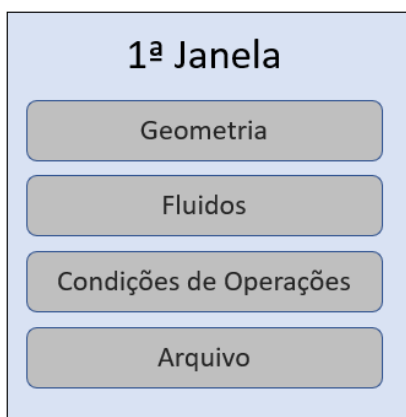 1ª Janela
Geometria
Fluidos
Condições de Operações
Arquivo